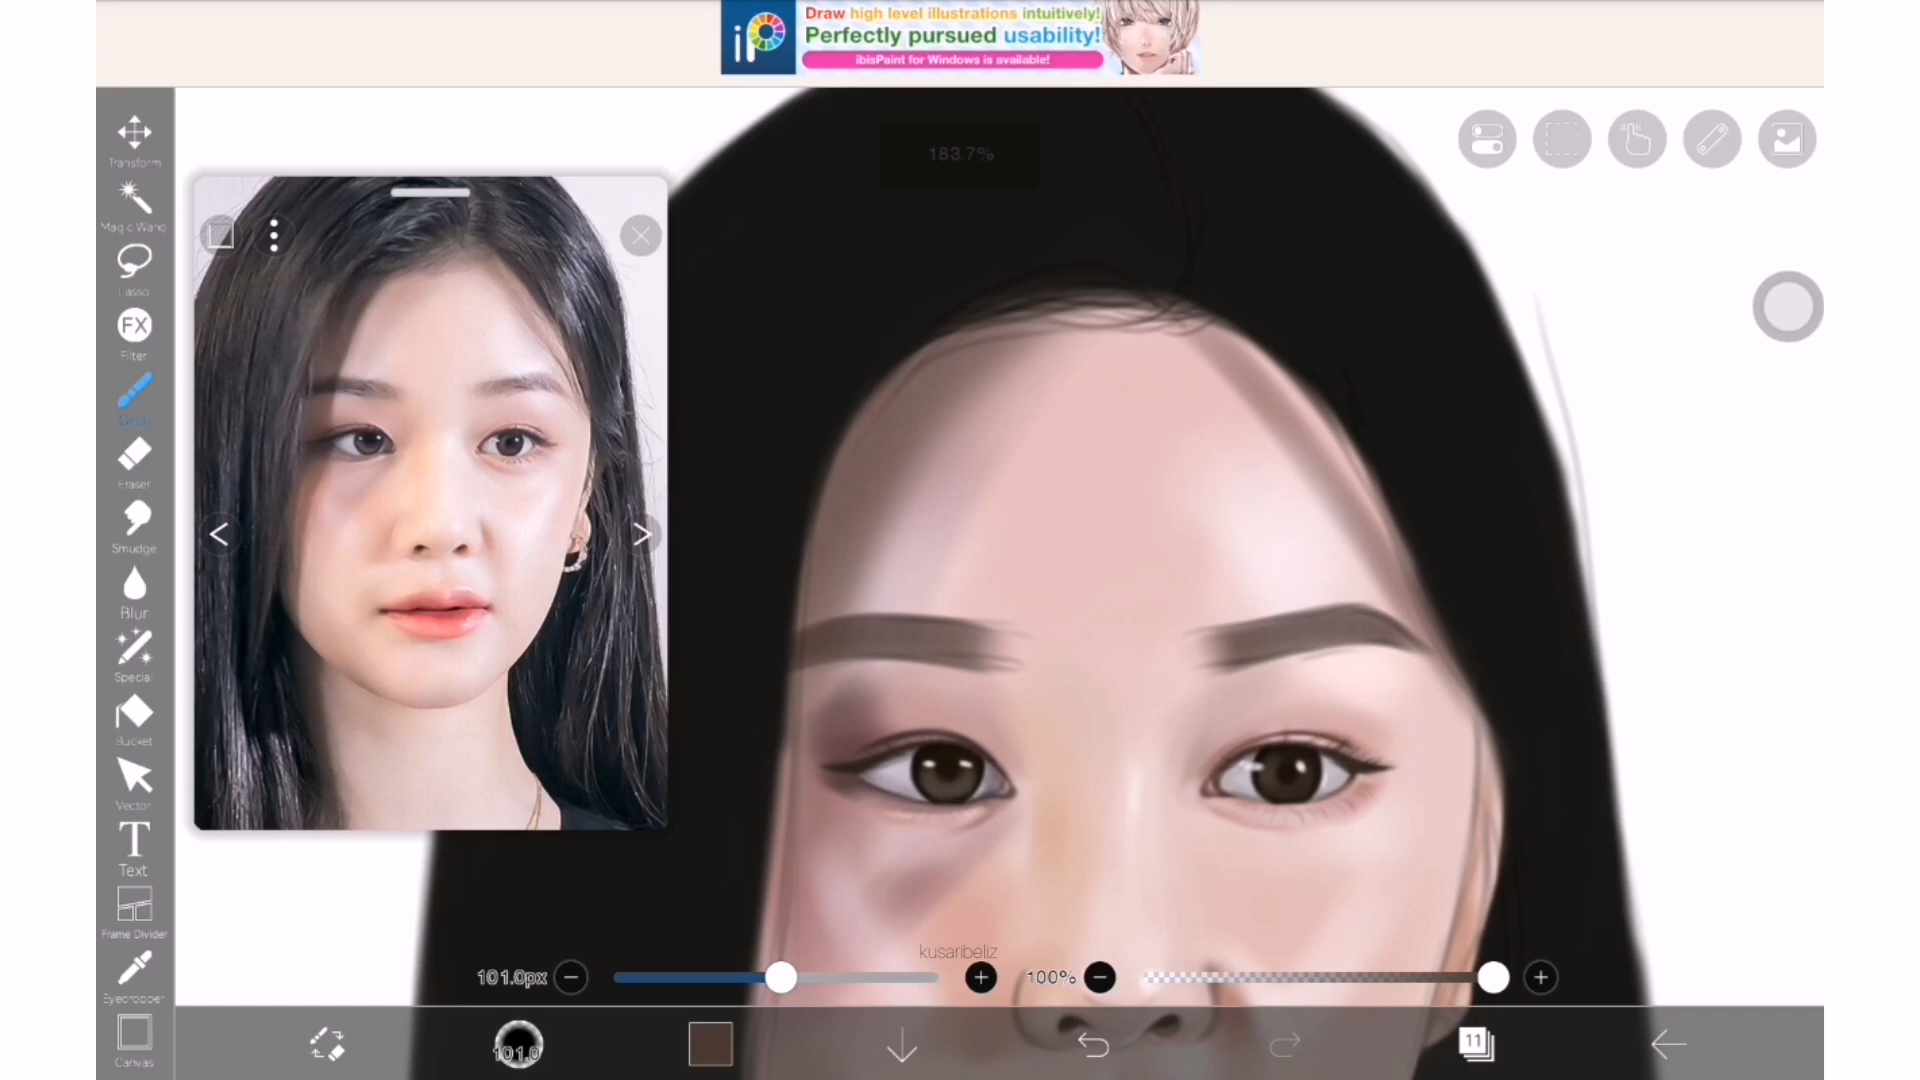 iP
Draw high level illustrations intuitively!
Perfectly pursued usability!
ibisPaint for Windows is available!
183.7%
Transform
Magic Wand
Lasso
FX
Filter
Brush
Eraser
Smudge
Blur
Special
Bucket
Vector
T
Text
Frame Divider
Eyedropper
Canvas
kusaribeliz
101.0px
100%
101.0
11